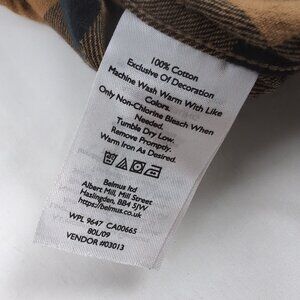 100% Cotton
Exclusive Of Decoration
Machine Wash Warm With Like
Colors.
Only Non-Chlorine Bleach When
Needed.
Tumble Dry Low.
Remove Promptly.
Warm Iron As Desired.
Belmus ltd
Albert Mill, Mill Street
Haslingden, BB4 5JW
https://belmus.co.uk
WPL 9647 CA00665
80L/09
VENDOR #03013